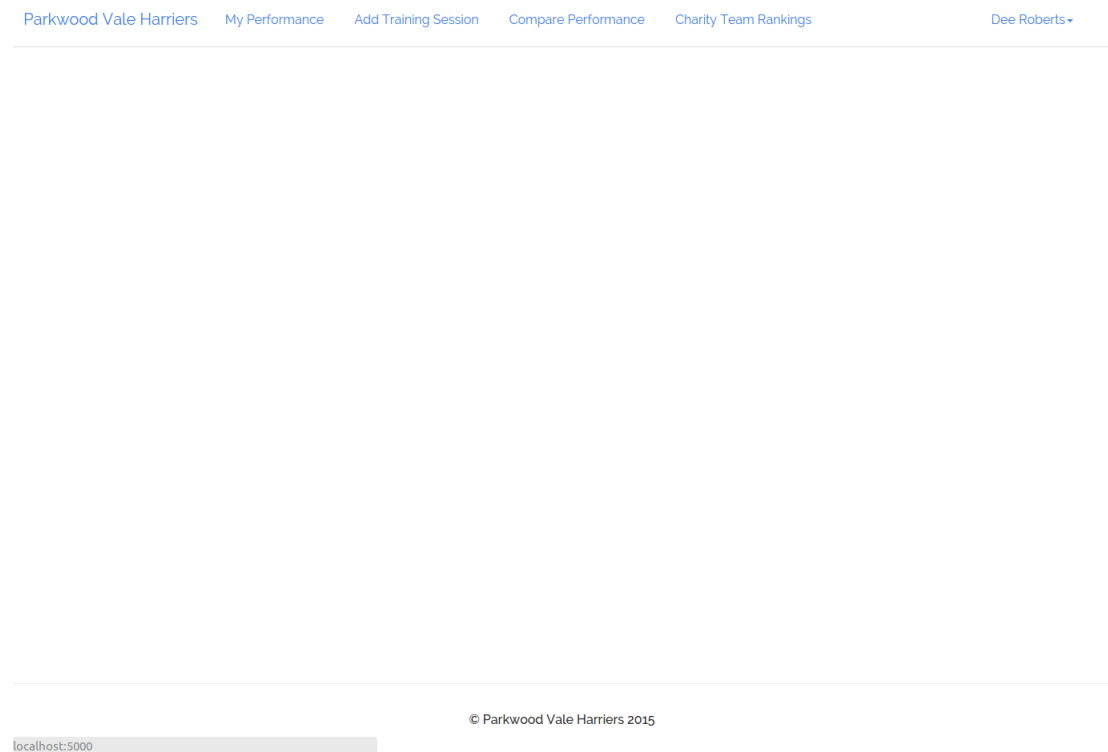 Parkwood Vale Harriers My Performance Add Training Session Compare Performance Charity Team Rankings Dee Roberts
© Parkwood Vale Harriers 2015
localhost:5000